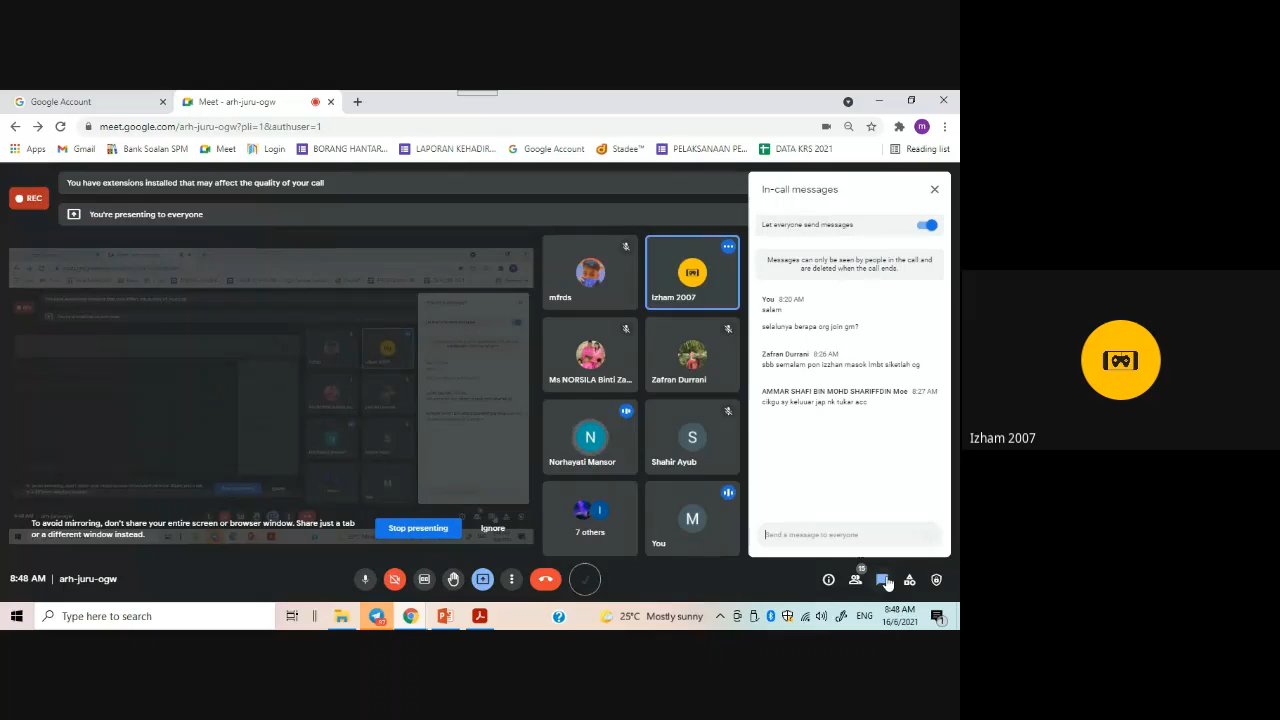 Google Account
Meet - arh-juru-ogw
meet.google.com/arh-juru-ogw?pli=1&authuser=1
m
Apps
Gmail
Bank Soalan SPM
Meet
Login
BORANG HANTAR...
LAPORAN KEHADIR...
Google Account
Stadee™
PELAKSANAAN PE...
DATA KRS 2021
Reading list
REC
You have extensions installed that may affect the quality of your call
You're presenting to everyone
In-call messages
Let everyone send messages
Messages can only be seen by people in the call and
are deleted when the call ends.
You 8:20 AM
salam
selalunya berapa org join gm?
Zafran Durrani 8:26 AM
sbb semalam pon izzhan masok lmbt siketlah cg
AMMAR SHAFI BIN MOHD SHARIFFDIN Moe 8:27 AM
cikgu sy keluuar jap nk tukar acc
Send a message to everyone
mfrds
Izham 2007
Ms NORSILA Binti Za...
Zafran Durrani
N
Norhayati Mansor
S
Shahir Ayub
I
7 others
M
You
To avoid mirroring, don't share your entire screen or browser window. Share just a tab
or a different window instead.
Stop presenting
Ignore
8:48 AM
arh-juru-ogw
15
Type here to search
25°C Mostly sunny
ENG
8:48 AM
16/6/2021
1
Izham 2007